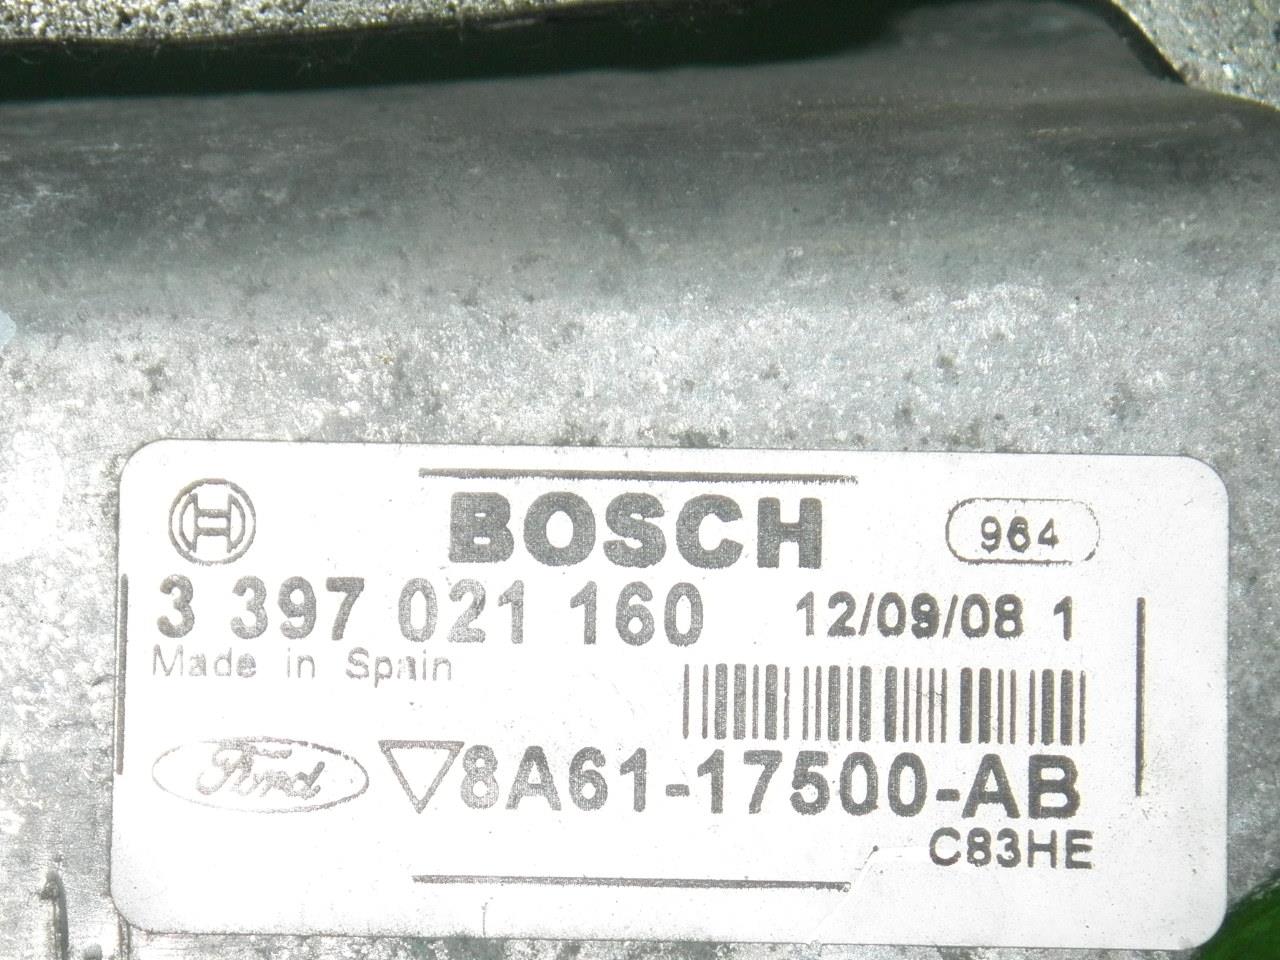 BOSCH 964
3 397 021 160 12/09/08 1
Made in Spain
Ford 8A61-17500-AB
C83HE